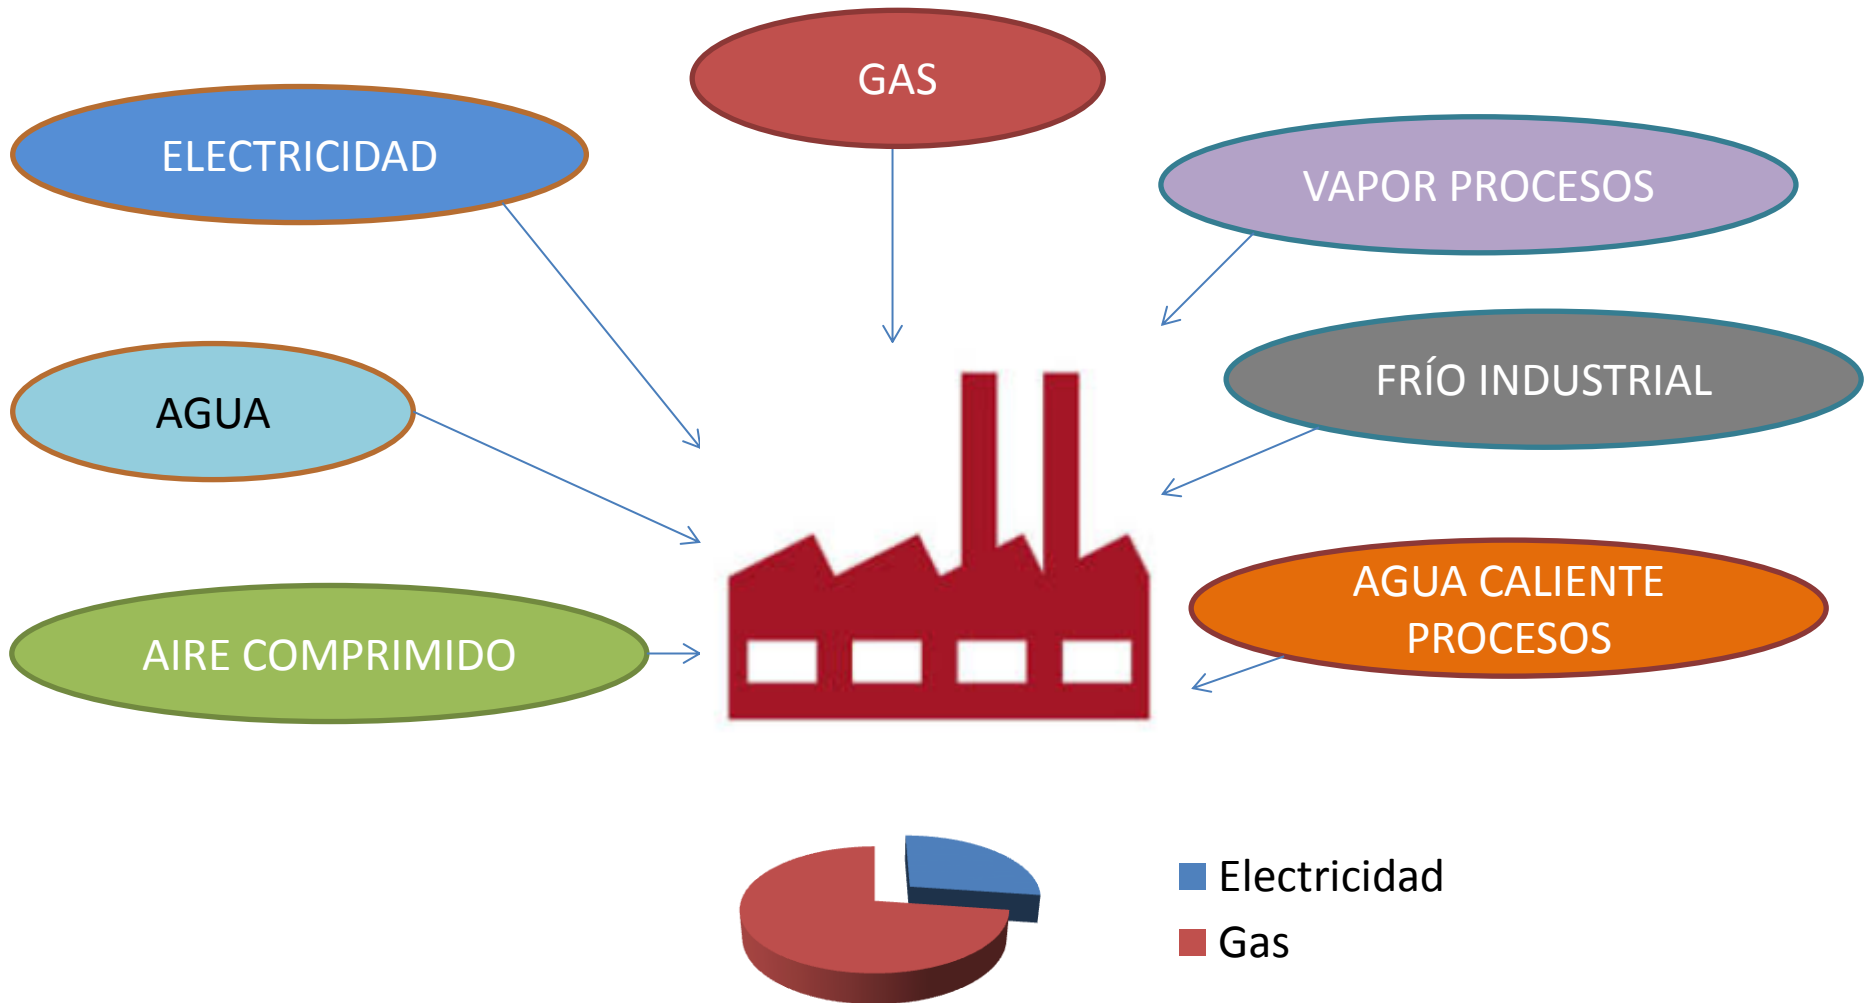 GAS
ELECTRICIDAD
VAPOR PROCESOS
FRÍO INDUSTRIAL
AGUA
AGUA CALIENTE
PROCESOS
AIRE COMPRIMIDO
Electricidad
Gas